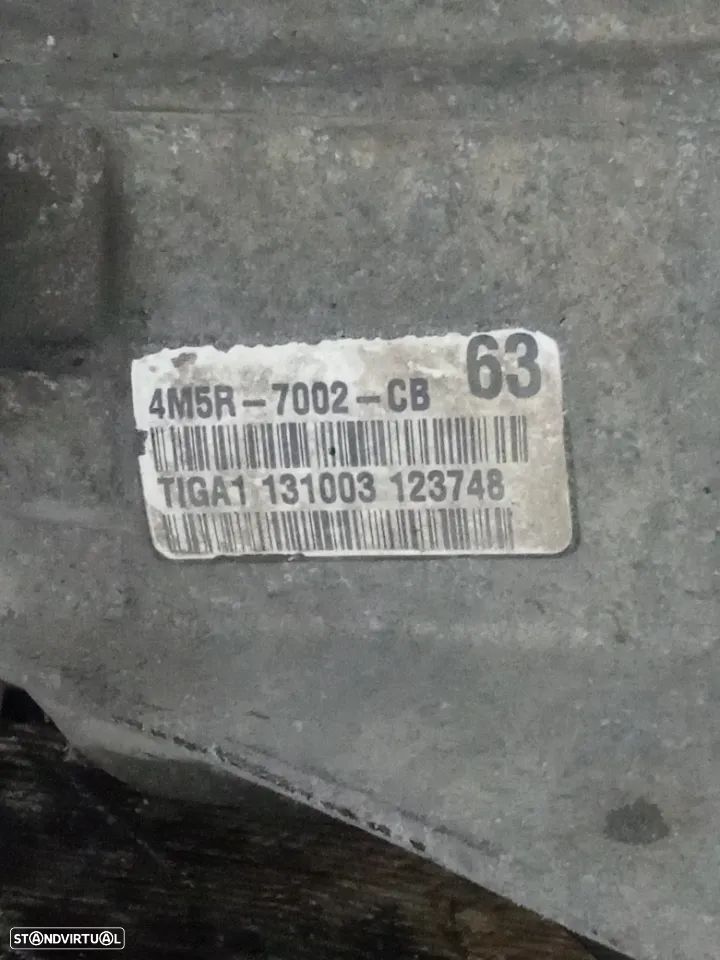 63
4M5R-7002-CB
TIGA1 131003 123748
STANDVIRTUAL